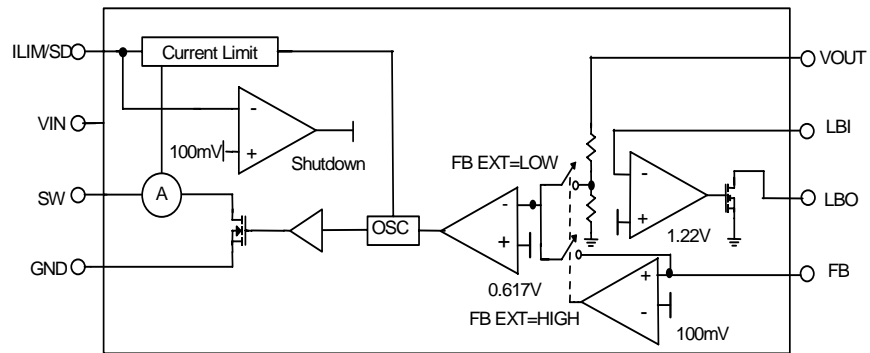 ILIM/SD
Current Limit
VOUT
VIN
LBI
-
+
100mV
Shutdown
FB EXT=LOW
SW
A
-
+
LBO
1.22V
-
+
OSC
GND
0.617V
+
-
FB
FB EXT=HIGH
100mV